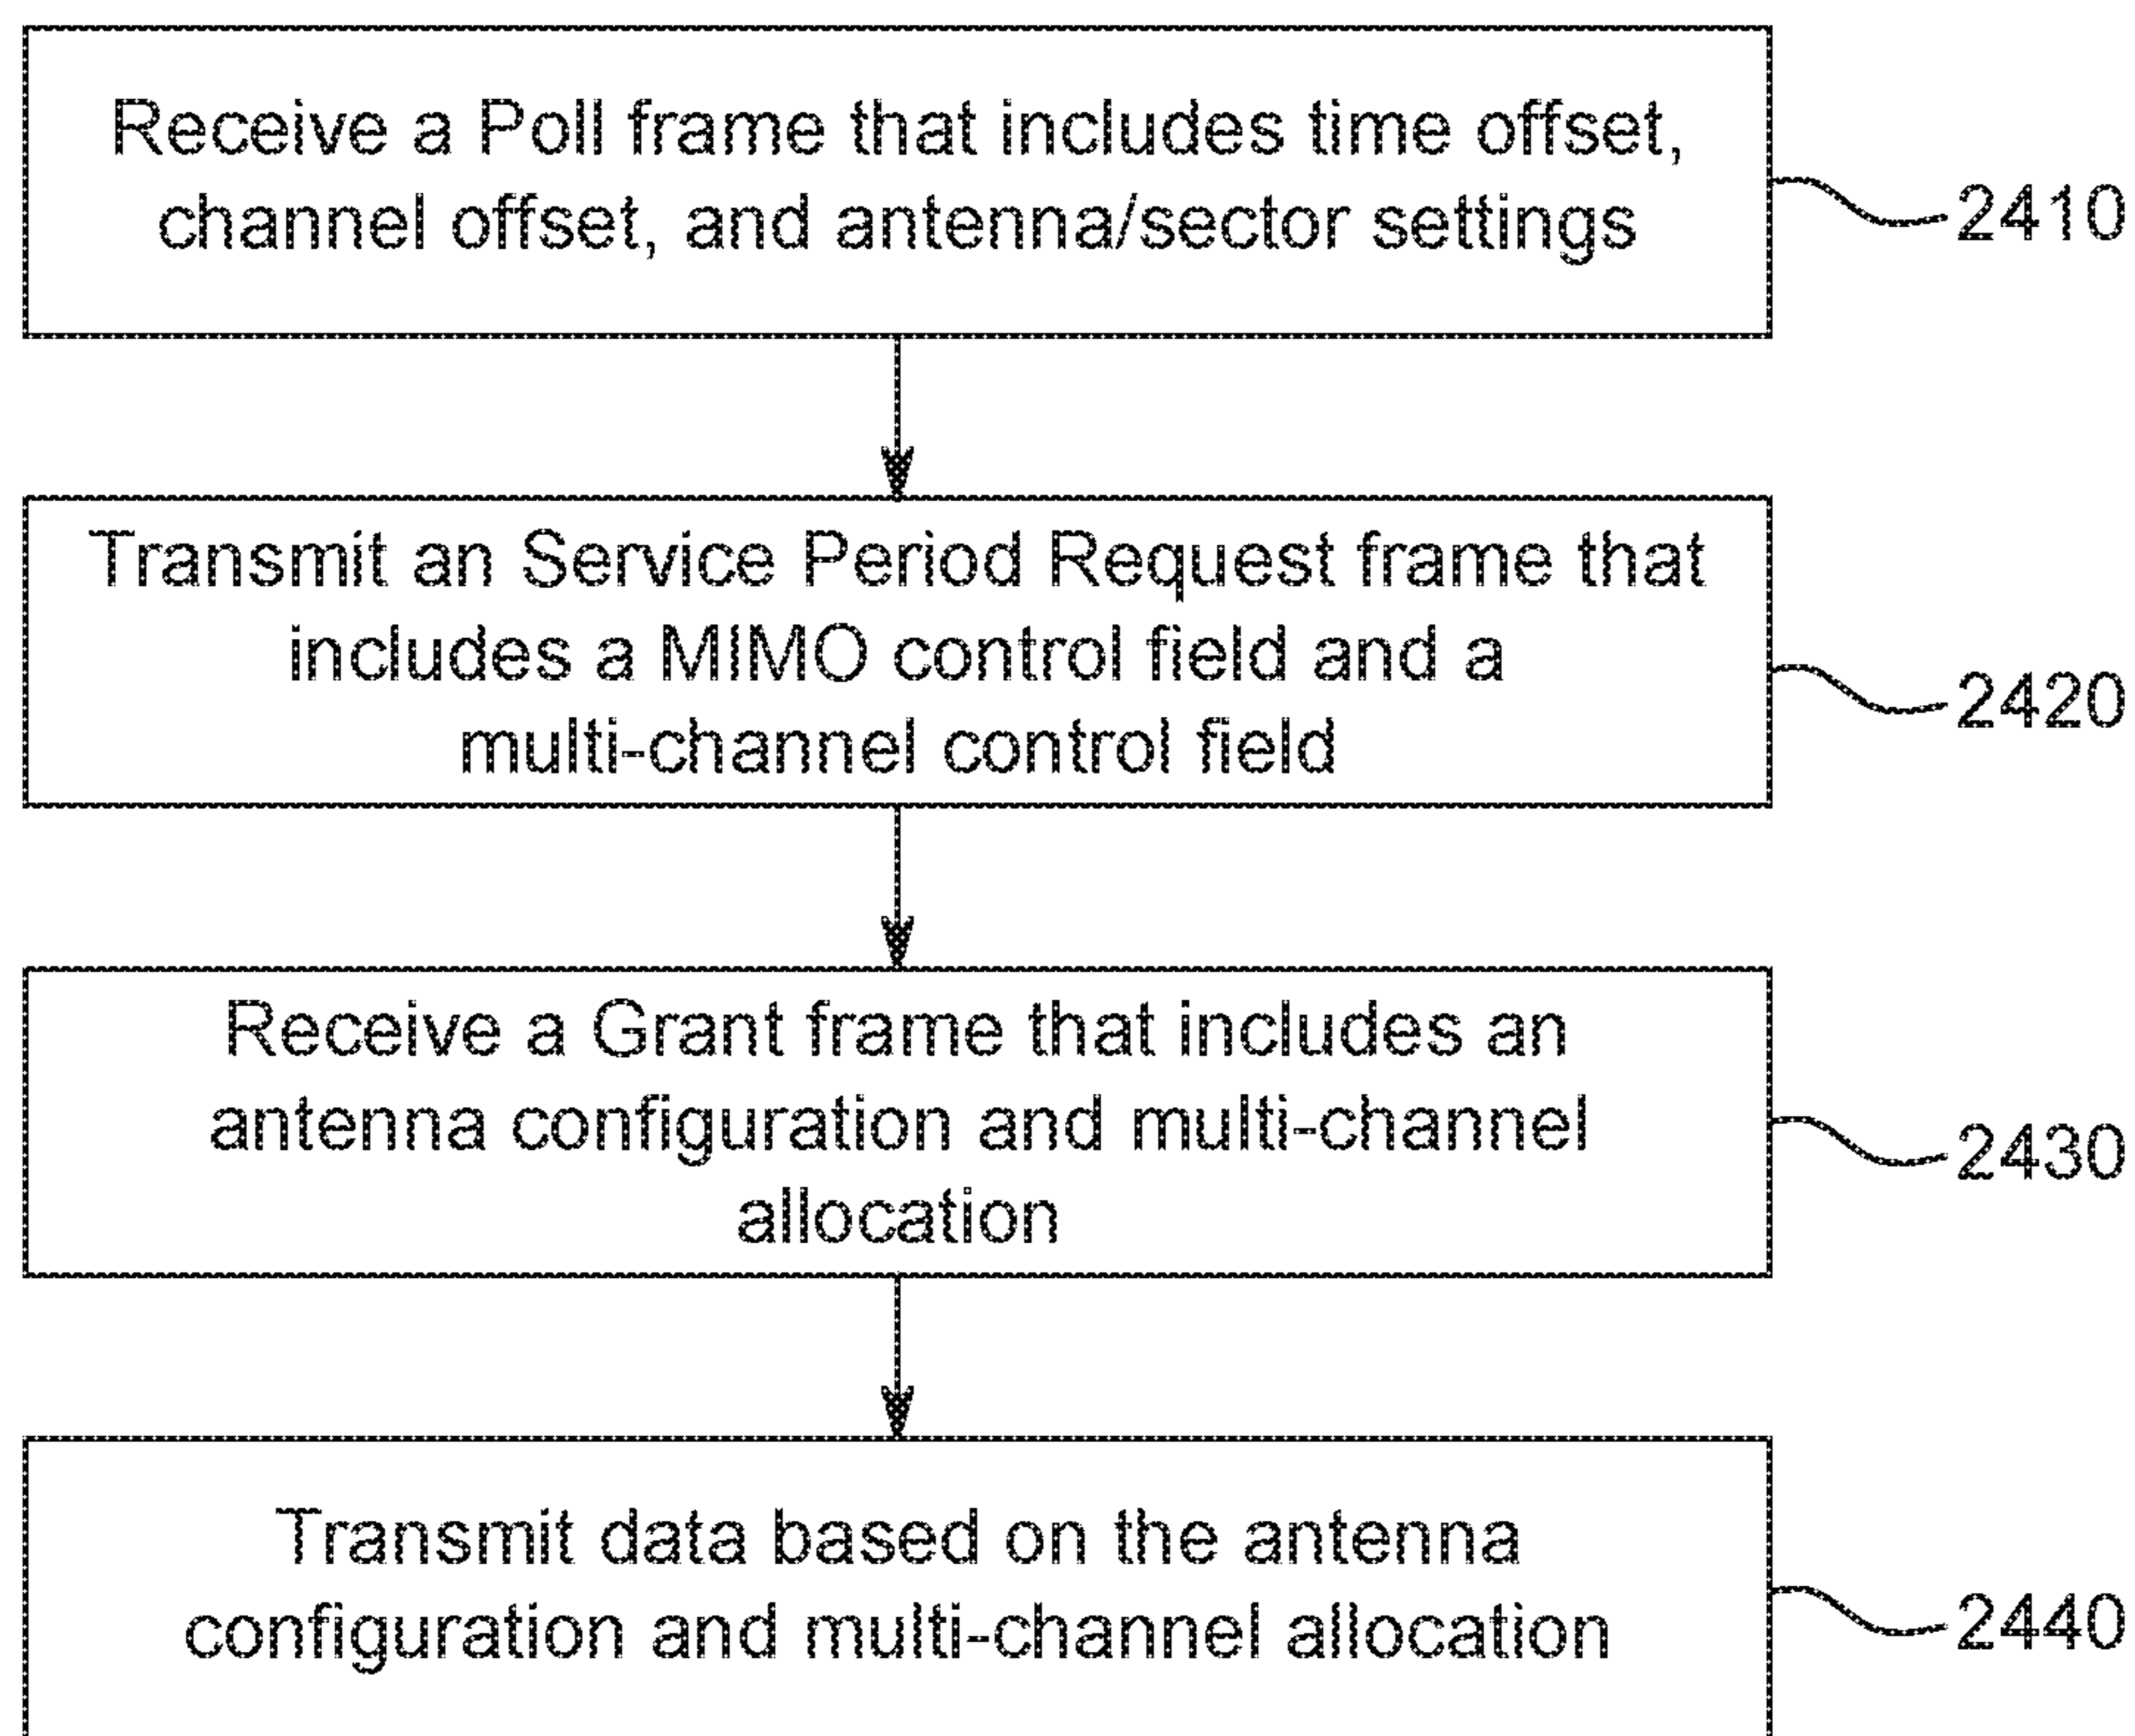 Receive a Poll frame that includes time offset,
channel offset, and antenna/sector settings
2410
Transmit an Service Period Request frame that
includes a MIMO control field and a
multi-channel control field
2420
Receive a Grant frame that includes an
antenna configuration and multi-channel
allocation
2430
Transmit data based on the antenna
configuration and multi-channel allocation
2440